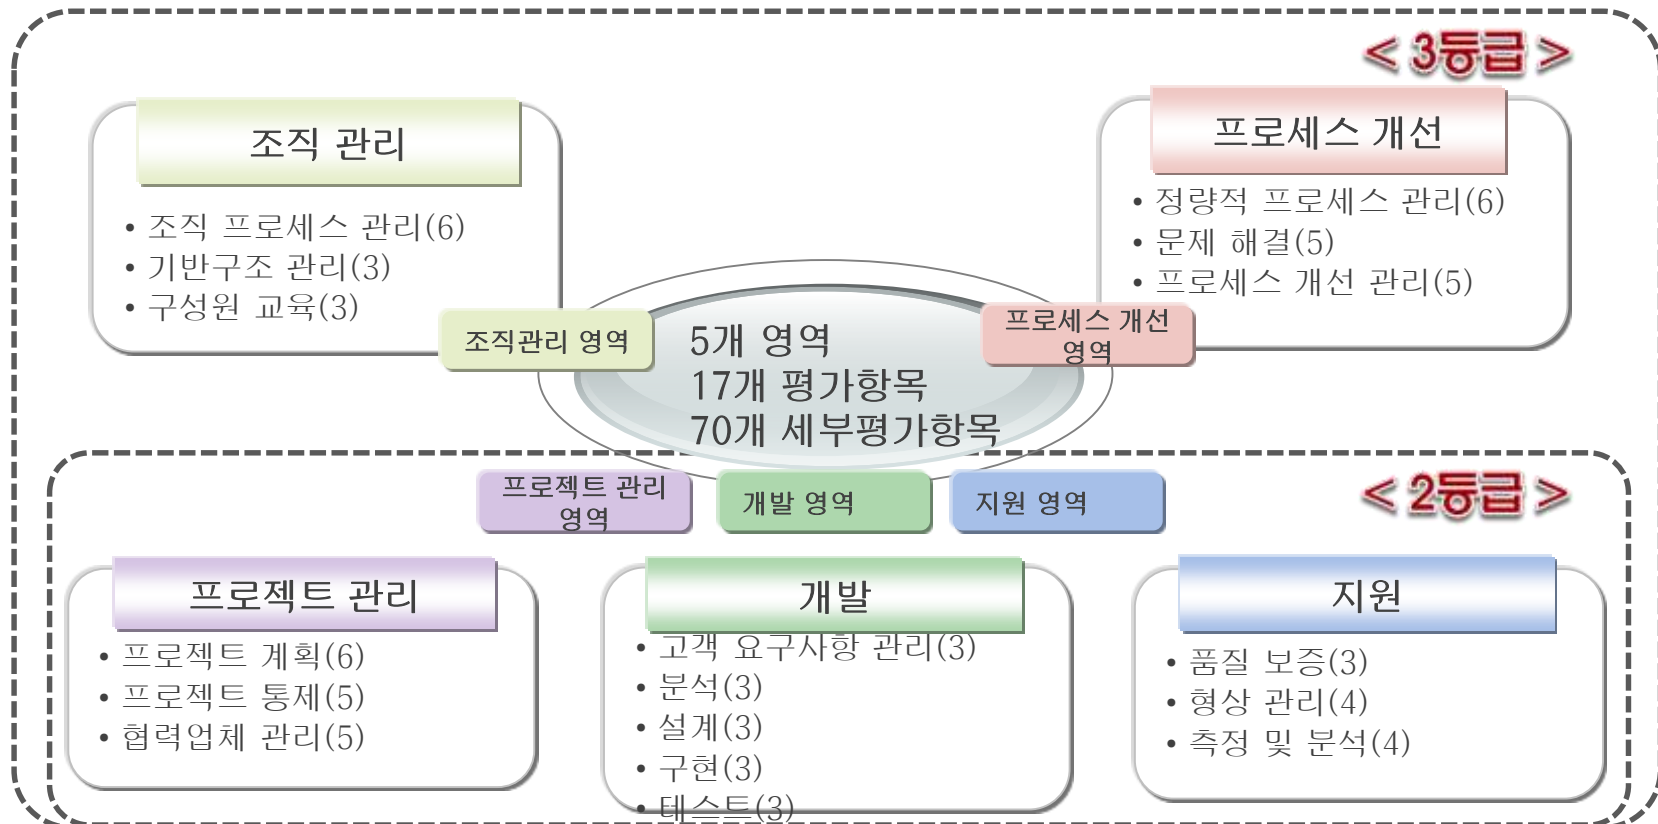 < 3등급 >
조직 관리
• 조직 프로세스 관리(6)
• 기반구조 관리(3)
• 구성원 교육(3)
프로세스 개선
• 정량적 프로세스 관리(6)
• 문제 해결(5)
• 프로세스 개선 관리(5)
조직관리 영역
5개 영역
17개 평가항목
70개 세부평가항목
프로세스 개선
영역
< 2등급 >
프로젝트 관리
영역
개발 영역
지원 영역
프로젝트 관리
• 프로젝트 계획(6)
• 프로젝트 통제(5)
• 협력업체 관리(5)
개발
• 고객 요구사항 관리(3)
• 분석(3)
• 설계(3)
• 구현(3)
• 테스트(3)
지원
• 품질 보증(3)
• 형상 관리(4)
• 측정 및 분석(4)